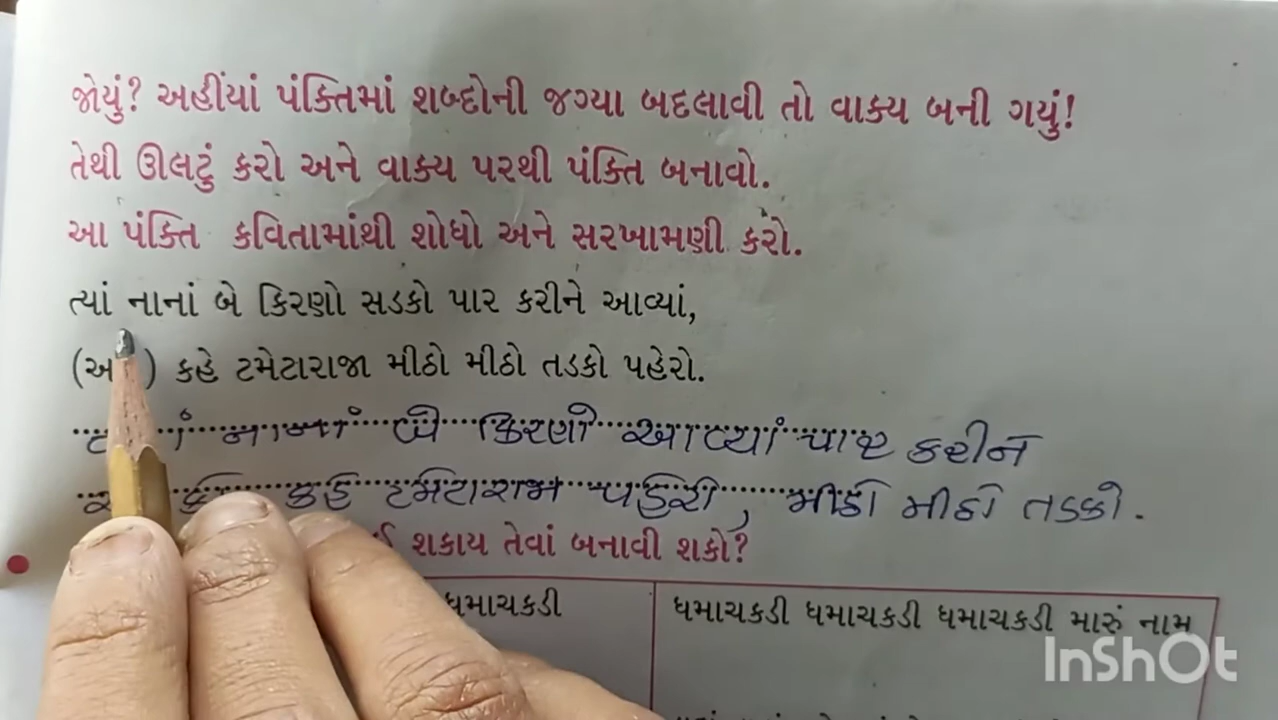 જોયું? અહીંયાં પંક્તિમાં શબ્દોની જગ્યા બદલાવી તો વાક્ય બની ગયું!
તેથી ઊલટું કરો અને વાક્ય પરથી પંક્તિ બનાવો.
આ પંક્તિ કવિતામાંથી શોધો અને સરખામણી કરો.
ત્યાં નાનાં બે કિરણો સડકો પાર કરીને આવ્યાં,
કહે ટમેટારાજા મીઠો મીઠો તડકો પહેરો.
નાનાં બે કિરણો આવ્યાં પાર કરીને
કહે ટમેટારાજા પહેરો, મીઠો મીઠો તડકો.
શકાય તેવાં બનાવી શકો?
ધમાચકડી
ધમાચકડી ધમાચકડી ધમાચકડી મારું નામ
InShOt